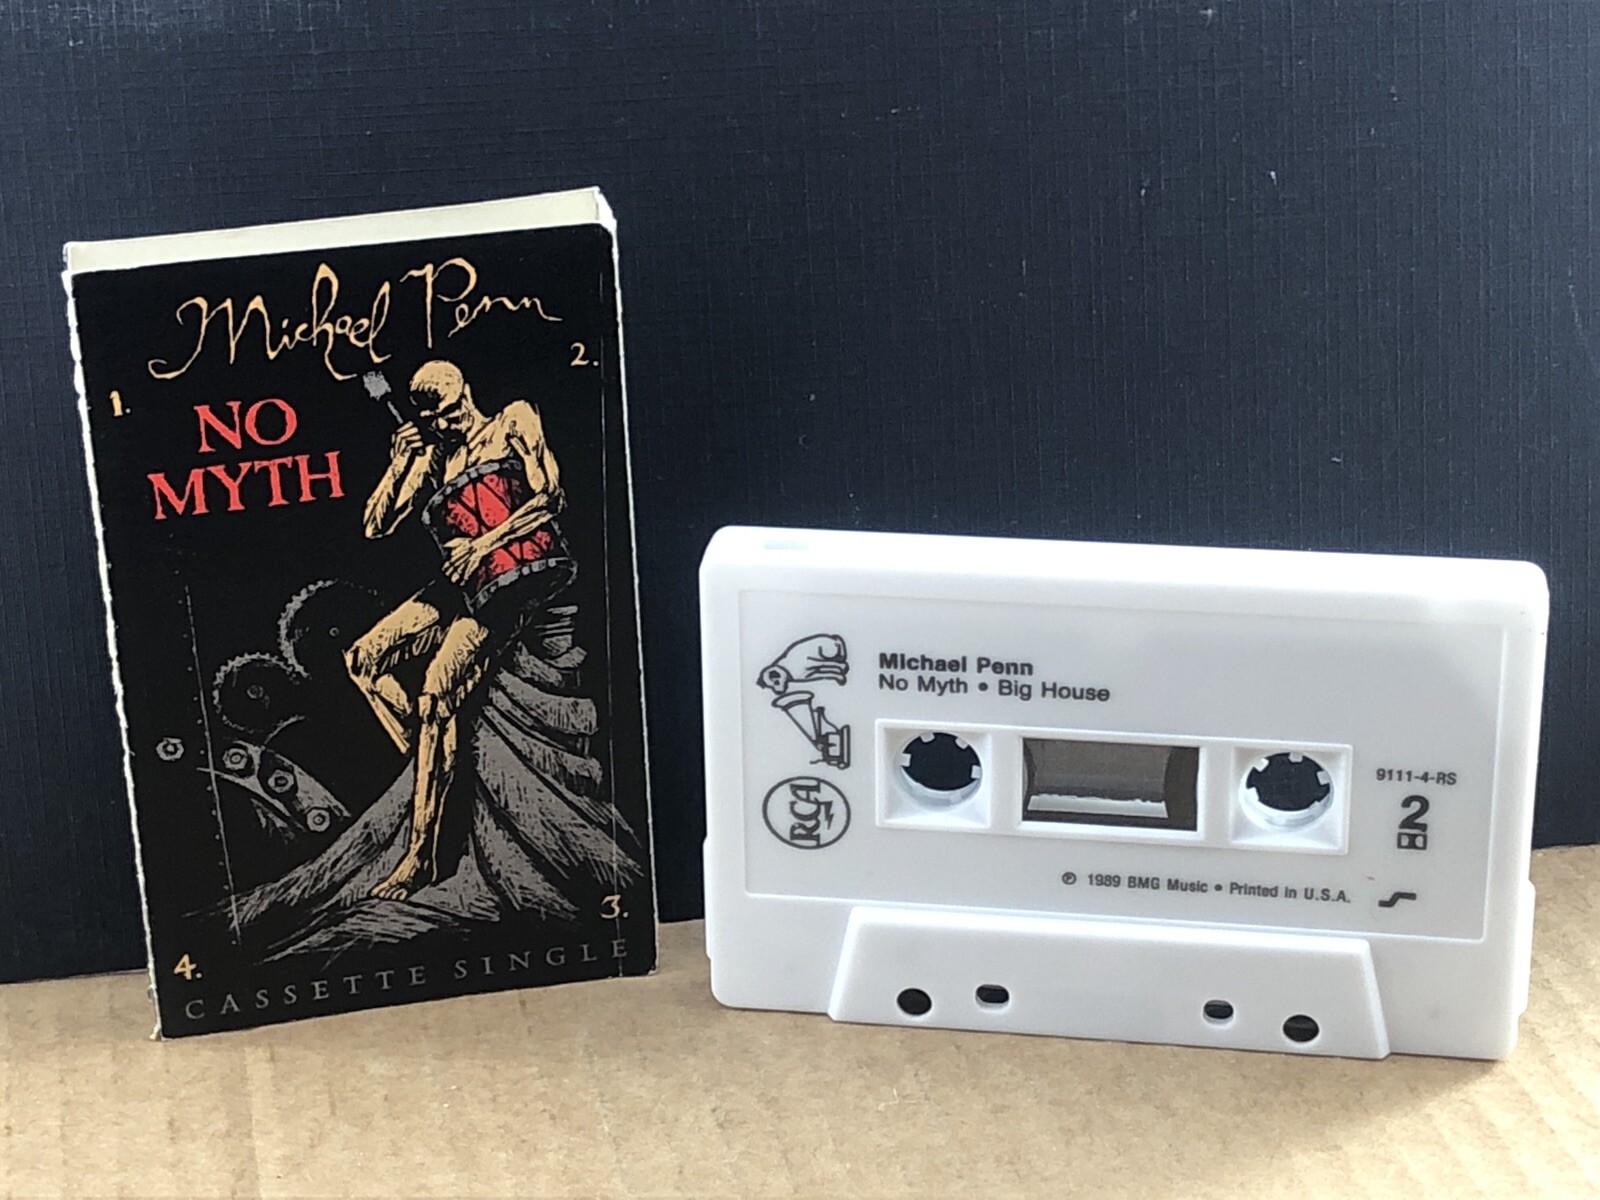 Michael Penn
1.
2.
NO
MYTH
3.
4.
CASSETTE SINGLE
Michael Penn
No Myth • Big House
RCA
9111-4-RS
2
℗ 1989 BMG Music • Printed in U.S.A.